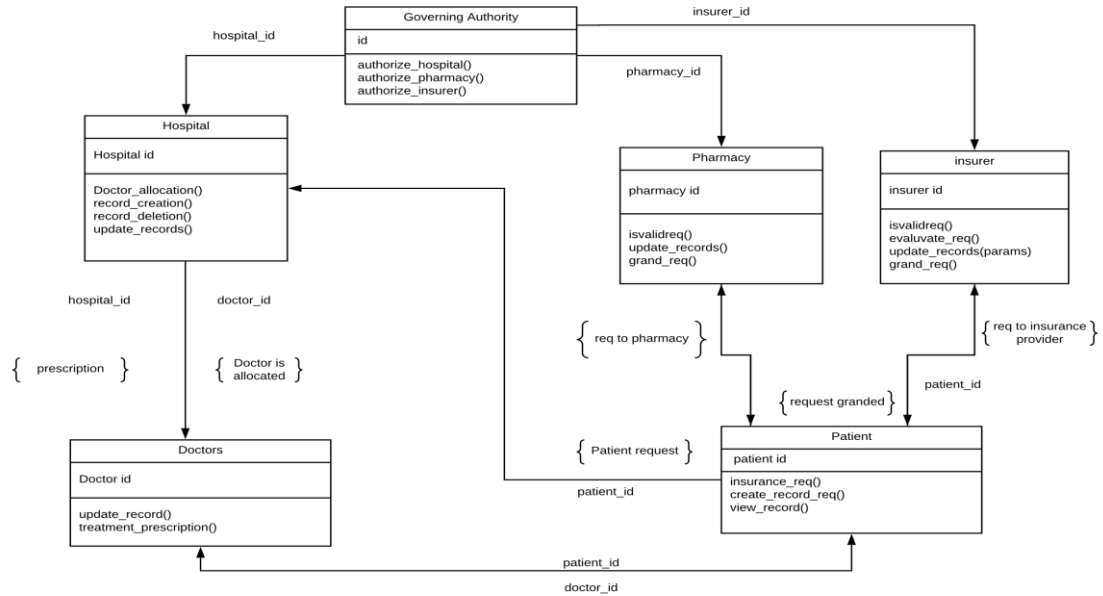 Governing Authority
id
authorize_hospital()
authorize_pharmacy()
authorize_insurer()
hospital_id
insurer_id
pharmacy_id
Hospital
Hospital id
Doctor_allocation()
record_creation()
record_deletion()
update_records()
Pharmacy
pharmacy id
isvalidreq()
update_records()
grand_req()
insurer
insurer id
isvalidreq()
evaluvate_req()
update_records(params)
grand_req()
hospital_id
doctor_id
{ prescription }
{ Doctor is
allocated }
{ req to pharmacy }
{ req to insurance
provider }
patient_id
{ request granded }
Doctors
Doctor id
update_record()
treatment_prescription()
{ Patient request }
patient_id
Patient
patient id
insurance_req()
create_record_req()
view_record()
patient_id
doctor_id